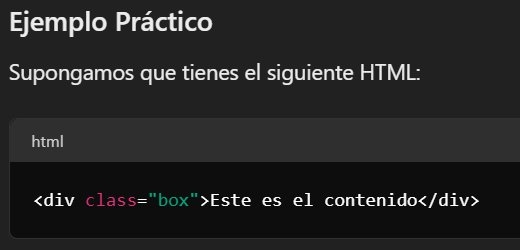 Ejemplo Práctico
Supongamos que tienes el siguiente HTML:
html
<div class="box">Este es el contenido</div>